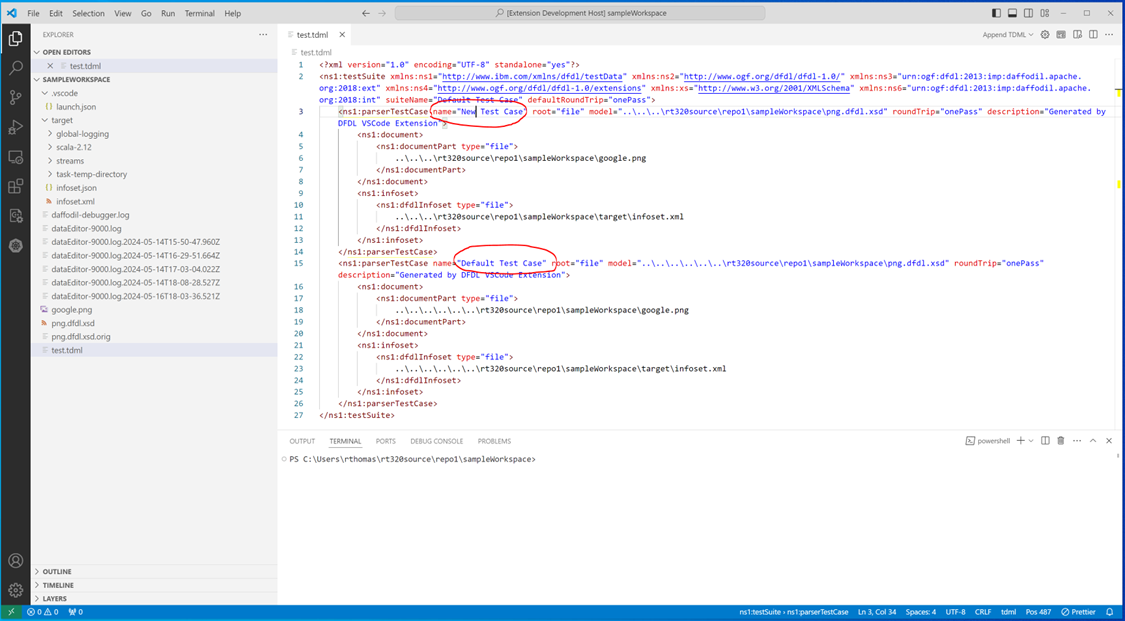 File Edit Selection View Go Run Terminal Help
[Extension Development Host] sampleWorkspace
EXPLORER
OPEN EDITORS
test.tdml
SAMPLEWORKSPACE
.vscode
launch.json
target
global-logging
scala-2.12
streams
task-temp-directory
infoset.json
infoset.xml
daffodil-debugger.log
dataEditor-9000.log
dataEditor-9000.log.2024-05-14T15-50-47.960Z
dataEditor-9000.log.2024-05-14T16-29-51.664Z
dataEditor-9000.log.2024-05-14T17-03-04.022Z
dataEditor-9000.log.2024-05-14T18-08-28.527Z
dataEditor-9000.log.2024-05-16T18-03-36.521Z
google.png
png.dfdl.xsd
png.dfdl.xsd.orig
test.tdml
OUTLINE
TIMELINE
LAYERS
test.tdml
Append TDML
test.tdml
1 <?xml version="1.0" encoding="UTF-8" standalone="yes"?>
2 <ns1:testSuite xmlns:ns1="http://www.ibm.com/xmlns/dfdl/testData" xmlns:ns2="http://www.ogf.org/dfdl/dfdl-1.0/" xmlns:ns3="urn:ogf:dfdl:2013:imp:daffodil.apache.
org:2018:ext" xmlns:ns4="http://www.ogf.org/dfdl/dfdl-1.0/extensions" xmlns:xs="http://www.w3.org/2001/XMLSchema" xmlns:ns6="urn:ogf:dfdl:2013:imp:daffodil.apache.
org:2018:int" suiteName="Default Test Case" defaultRoundTrip="onePass">
3 <ns1:parserTestCase name="New Test Case" root="file" model="..\..\..\rt320source\repo1\sampleWorkspace\png.dfdl.xsd" roundTrip="onePass" description="Generated by
DFDL VSCode Extension">
4 <ns1:document>
5 <ns1:documentPart type="file">
6 ..\..\..\rt320source\repo1\sampleWorkspace\google.png
7 </ns1:documentPart>
8 </ns1:document>
9 <ns1:infoset>
10 <ns1:dfdlInfoset type="file">
11 ..\..\..\rt320source\repo1\sampleWorkspace\target\infoset.xml
12 </ns1:dfdlInfoset>
13 </ns1:infoset>
14 </ns1:parserTestCase>
15 <ns1:parserTestCase name="Default Test Case" root="file" model="..\..\..\..\..\..\rt320source\repo1\sampleWorkspace\png.dfdl.xsd" roundTrip="onePass"
description="Generated by DFDL VSCode Extension">
16 <ns1:document>
17 <ns1:documentPart type="file">
18 ..\..\..\..\..\..\rt320source\repo1\sampleWorkspace\google.png
19 </ns1:documentPart>
20 </ns1:document>
21 <ns1:infoset>
22 <ns1:dfdlInfoset type="file">
23 ..\..\..\..\..\..\rt320source\repo1\sampleWorkspace\target\infoset.xml
24 </ns1:dfdlInfoset>
25 </ns1:infoset>
26 </ns1:parserTestCase>
27 </ns1:testSuite>
OUTPUT TERMINAL PORTS DEBUG CONSOLE PROBLEMS
powershell
PS C:\Users\rthomas\rt320source\repo1\sampleWorkspace>
0 0 0 ns1:testSuite › ns1:parserTestCase Ln 3, Col 34 Spaces: 4 UTF-8 CRLF tdml Pos 487 Prettier